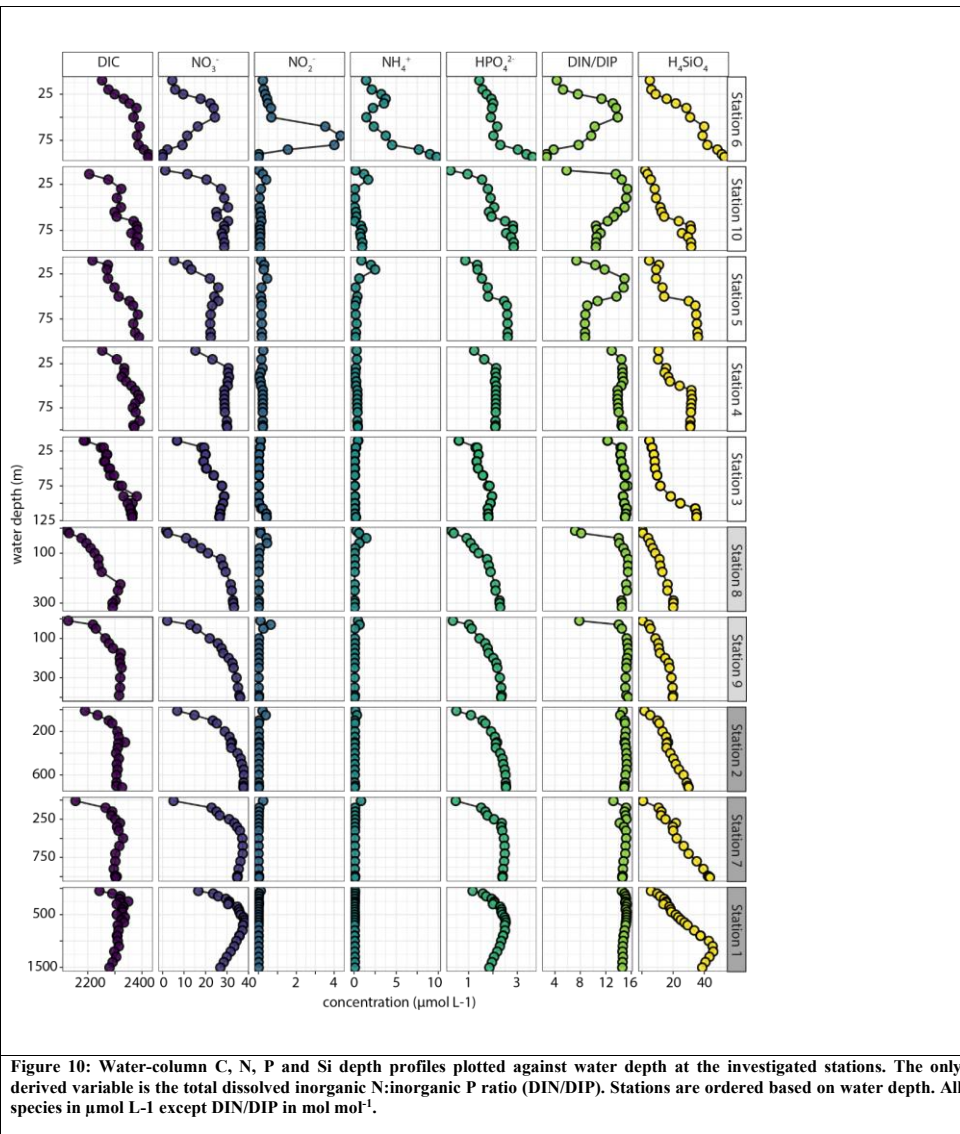 DIC NO₃⁻ NO₂⁻ NH₄⁺ HPO₄²⁻ DIN/DIP H₄SiO₄
25
75
Station 6
25
75
Station 10
25
75
Station 5
25
75
Station 4
25
75
125
Station 3
100
300
Station 8
100
300
Station 9
200
600
Station 2
250
750
Station 7
500
1500
Station 1
water depth (m)
2200 2400 0 10 20 30 40 0 2 4 0 5 10 1 3 4 8 12 16 0 20 40
concentration (µmol L-1)
Figure 10: Water-column C, N, P and Si depth profiles plotted against water depth at the investigated stations. The only
derived variable is the total dissolved inorganic N:inorganic P ratio (DIN/DIP). Stations are ordered based on water depth. All
species in µmol L-1 except DIN/DIP in mol mol⁻¹.